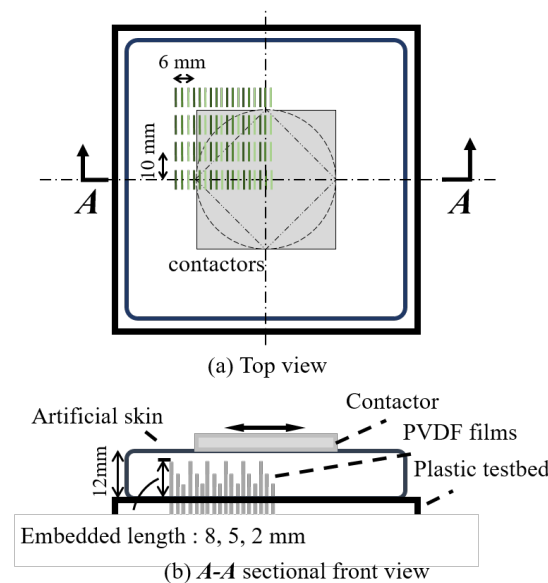 6 mm
10 mm
A
A
contactors
(a) Top view
Artificial skin
Contactor
PVDF films
Plastic testbed
12mm
Embedded length : 8, 5, 2 mm
(b) A-A sectional front view